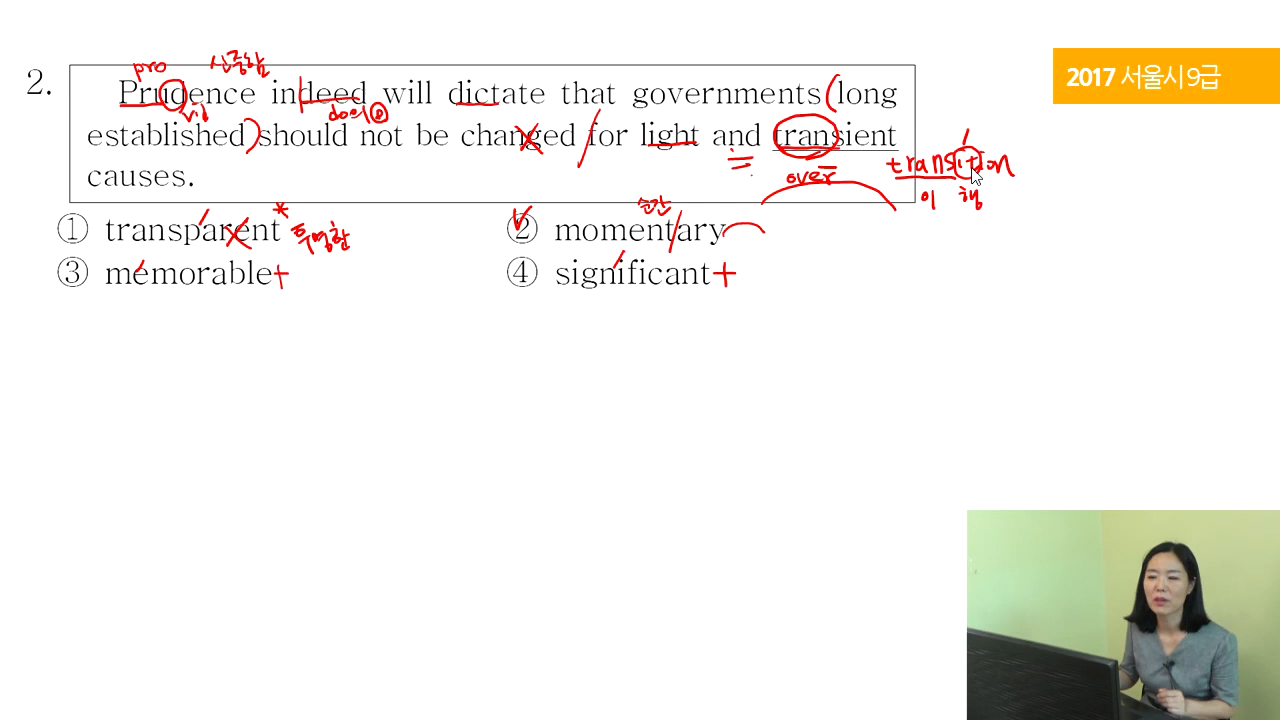 2017 서울시 9급
pro 신중함
2. Prudence indeed will dictate that governments (long
vid do의
established) should not be changed for light and transient
over transition
causes.
이 행
순간
① transparent 투명함 ② momentary
③ memorable + ④ significant +